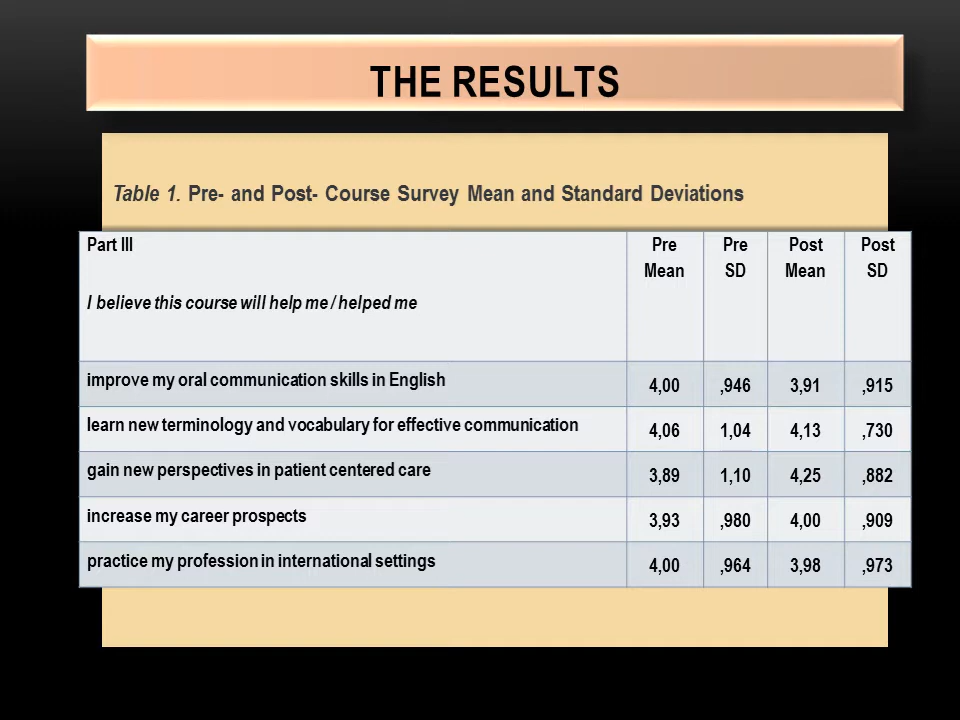 THE RESULTS
Table 1. Pre- and Post- Course Survey Mean and Standard Deviations
Part III Pre Mean Pre SD Post Mean Post SD
I believe this course will help me / helped me
improve my oral communication skills in English 4,00 ,946 3,91 ,915
learn new terminology and vocabulary for effective communication 4,06 1,04 4,13 ,730
gain new perspectives in patient centered care 3,89 1,10 4,25 ,882
increase my career prospects 3,93 ,980 4,00 ,909
practice my profession in international settings 4,00 ,964 3,98 ,973